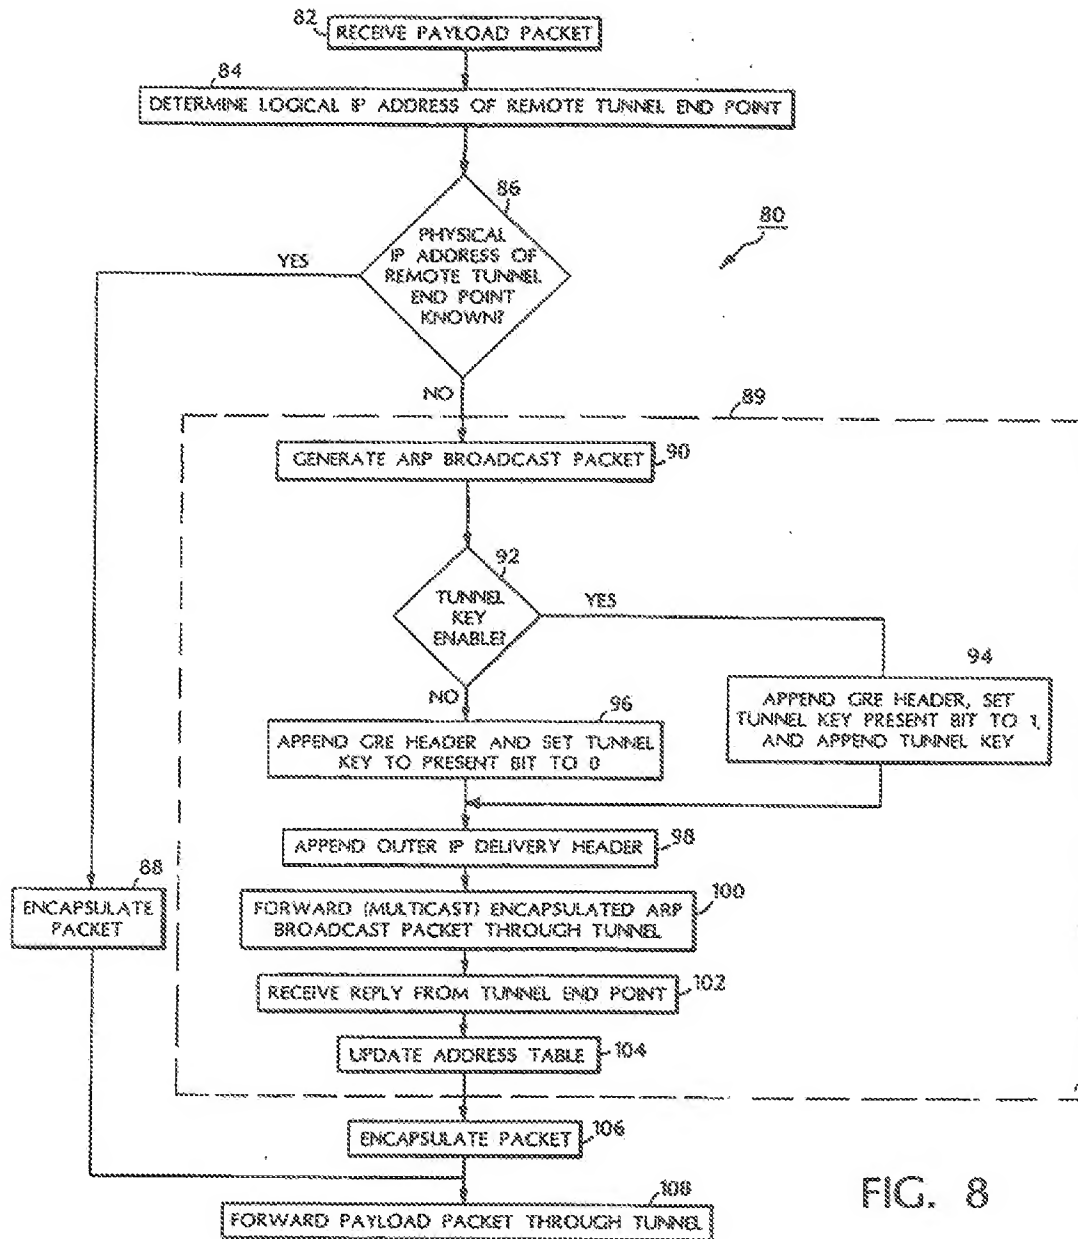 82
RECEIVE PAYLOAD PACKET
84
DETERMINE LOGICAL IP ADDRESS OF REMOTE TUNNEL END POINT
86
PHYSICAL
IP ADDRESS OF
REMOTE TUNNEL
END POINT
KNOWN?
YES
80
NO
89
GENERATE ARP BROADCAST PACKET
90
92
TUNNEL
KEY
ENABLE?
YES
NO
94
APPEND GRE HEADER, SET
TUNNEL KEY PRESENT BIT TO 1,
AND APPEND TUNNEL KEY
96
APPEND GRE HEADER AND SET TUNNEL
KEY TO PRESENT BIT TO 0
APPEND OUTER IP DELIVERY HEADER
98
88
ENCAPSULATE
PACKET
FORWARD (MULTICAST) ENCAPSULATED ARP
BROADCAST PACKET THROUGH TUNNEL
100
RECEIVE REPLY FROM TUNNEL END POINT
102
UPDATE ADDRESS TABLE
104
ENCAPSULATE PACKET
106
108
FORWARD PAYLOAD PACKET THROUGH TUNNEL
FIG. 8